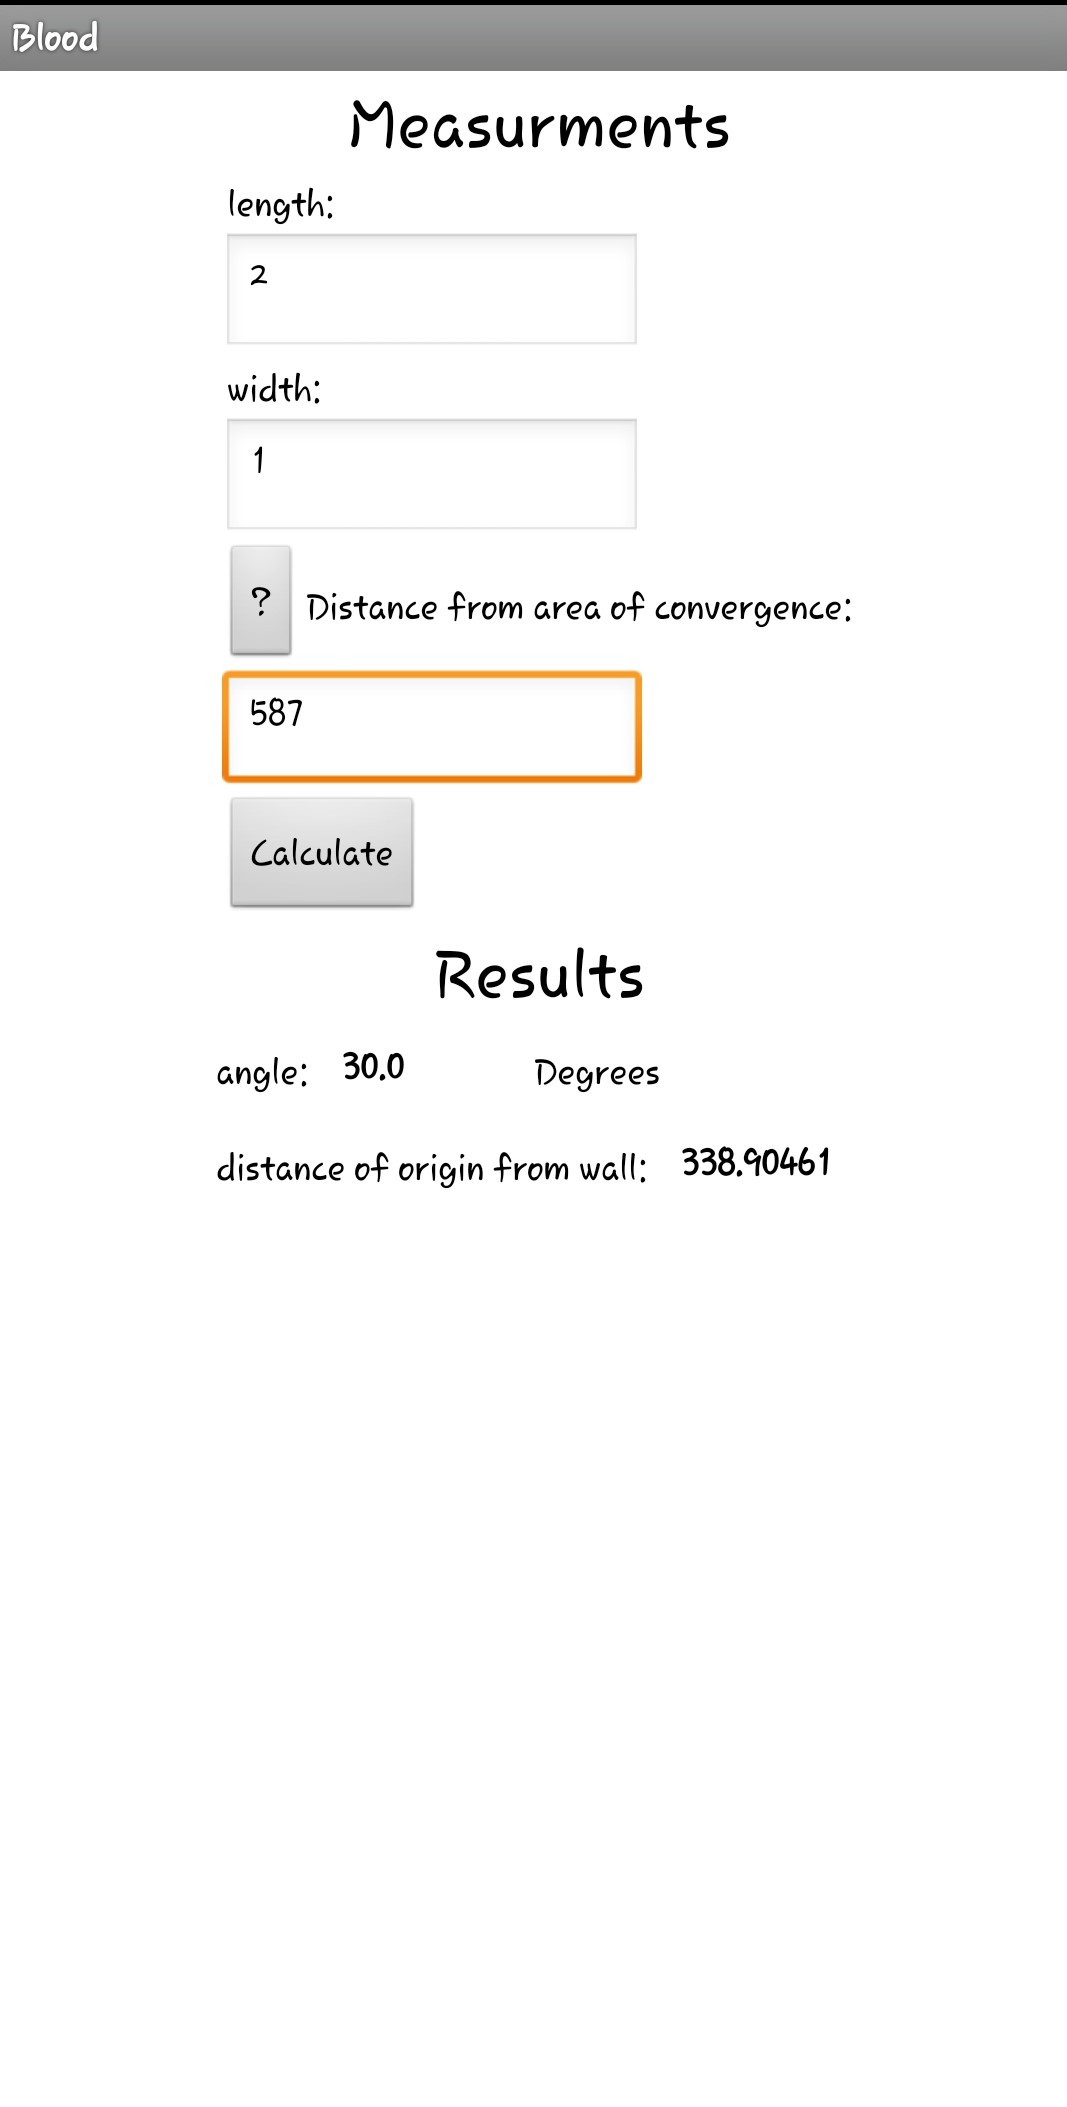 Blood
Measurments
length:
2
width:
1
? Distance from area of convergence:
587
Calculate
Results
angle: 30.0 Degrees
distance of origin from wall: 338.90461